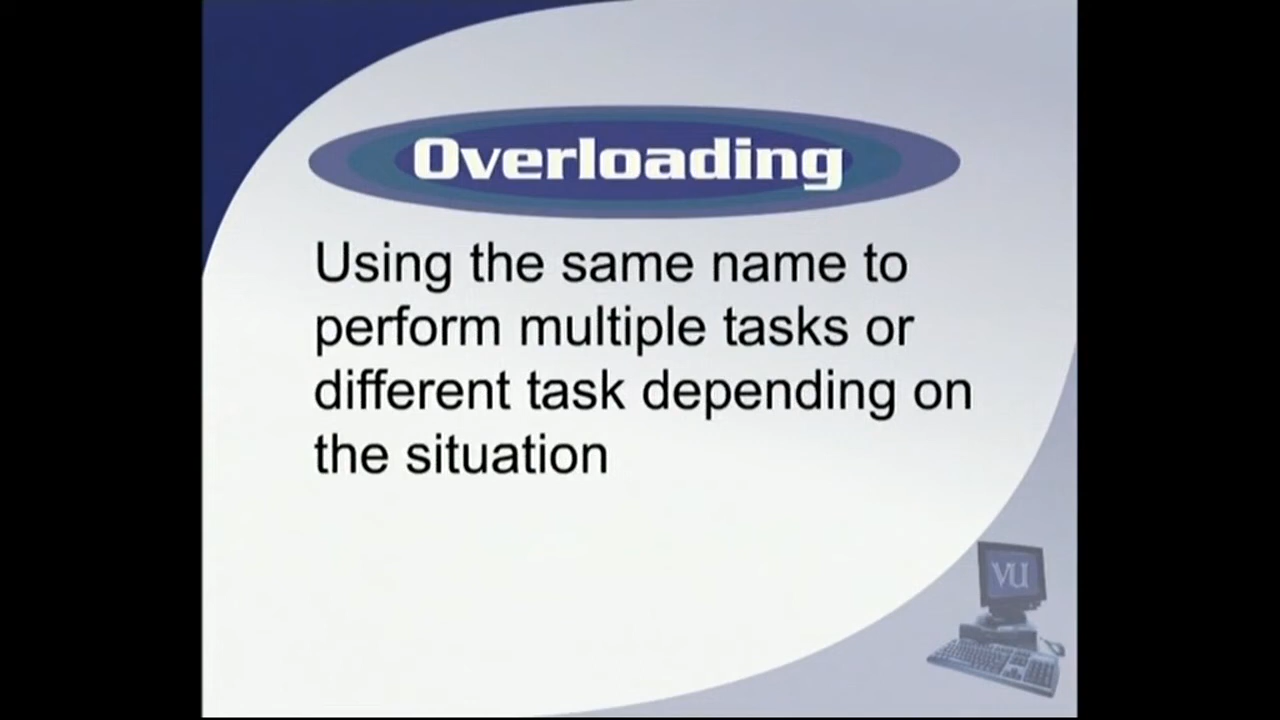 Overloading
Using the same name to
perform multiple tasks or
different task depending on
the situation
VU